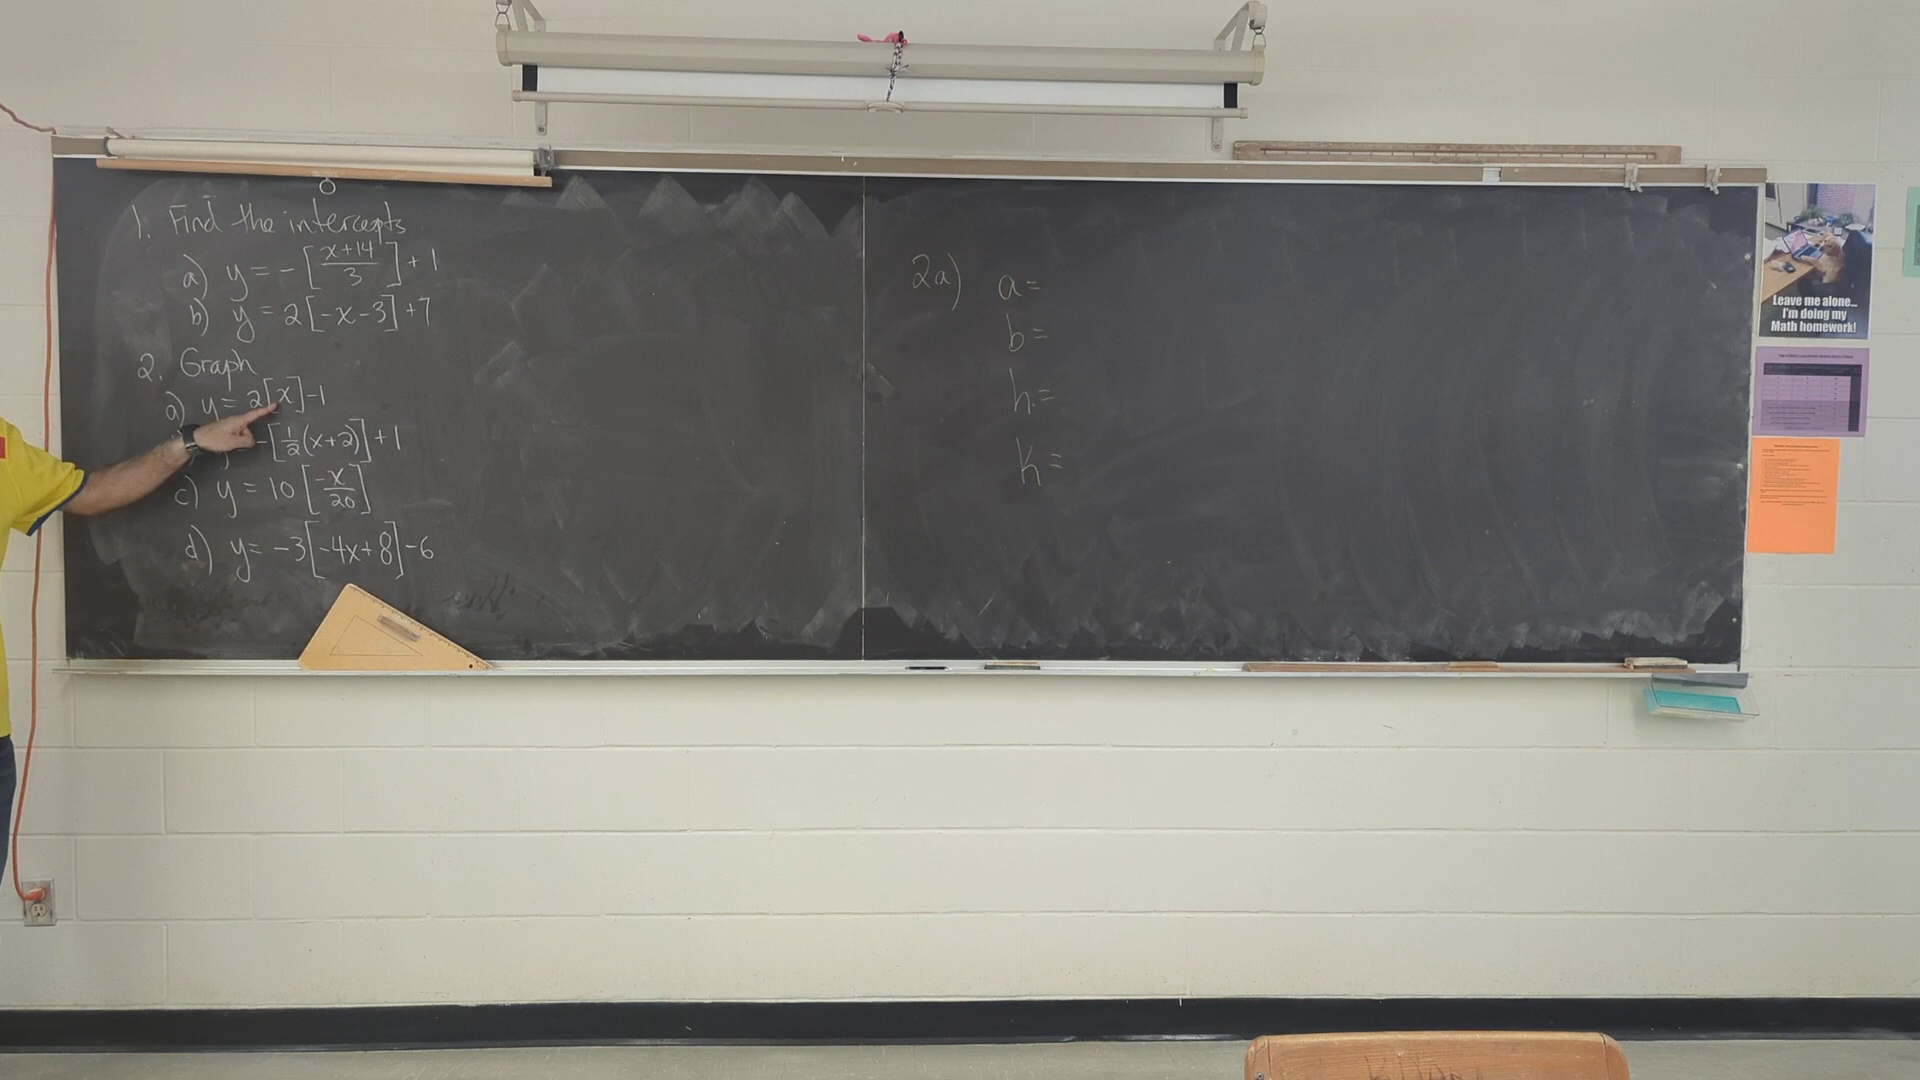 1. Find the intercepts
a) y = -[x+14/3] + 1
b) y = 2[-x-3]+7
2. Graph
a) y = 2[x]-1
-[1/2(x+2)]+1
c) y = 10[-x/20]
d) y = -3[-4x+8]-6
2a) a=
b=
h=
k=
Leave me alone...
I'm doing my
Math homework!